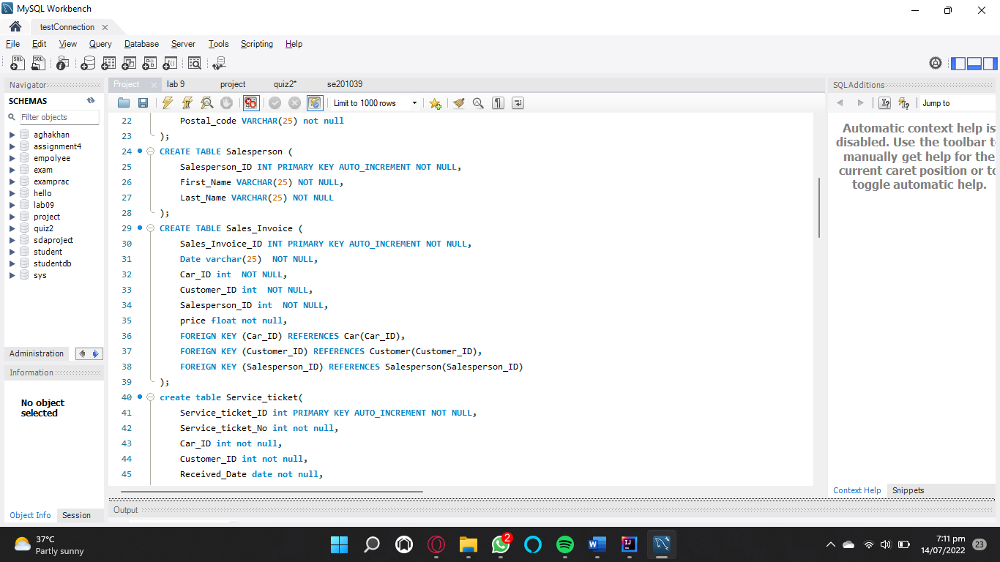 MySQL Workbench
testConnection
File Edit View Query Database Server Tools Scripting Help
Navigator
SCHEMAS
Filter objects
aghakhan
assignment4
empolyee
exam
examprac
hello
lab09
project
quiz2
sdaproject
student
studentdb
sys
Administration
Information
No object
selected
Object Info Session
Project lab 9 project quiz2* se201039
Limit to 1000 rows
22 Postal_code VARCHAR(25) not null
23 );
24 CREATE TABLE Salesperson (
25 Salesperson_ID INT PRIMARY KEY AUTO_INCREMENT NOT NULL,
26 First_Name VARCHAR(25) NOT NULL,
27 Last_Name VARCHAR(25) NOT NULL
28 );
29 CREATE TABLE Sales_Invoice (
30 Sales_Invoice_ID INT PRIMARY KEY AUTO_INCREMENT NOT NULL,
31 Date varchar(25)  NOT NULL,
32 Car_ID int  NOT NULL,
33 Customer_ID int  NOT NULL,
34 Salesperson_ID int  NOT NULL,
35 price float not null,
36 FOREIGN KEY (Car_ID) REFERENCES Car(Car_ID),
37 FOREIGN KEY (Customer_ID) REFERENCES Customer(Customer_ID),
38 FOREIGN KEY (Salesperson_ID) REFERENCES Salesperson(Salesperson_ID)
39 );
40 create table Service_ticket(
41 Service_ticket_ID int PRIMARY KEY AUTO_INCREMENT NOT NULL,
42 Service_ticket_No int not null,
43 Car_ID int not null,
44 Customer_ID int not null,
45 Received_Date date not null,
Output
SQLAdditions
Jump to
Automatic context help is
disabled. Use the toolbar t
manually get help for the
current caret position or to
toggle automatic help.
Context Help Snippets
37°C
Partly sunny
2
7:11 pm
14/07/2022
23